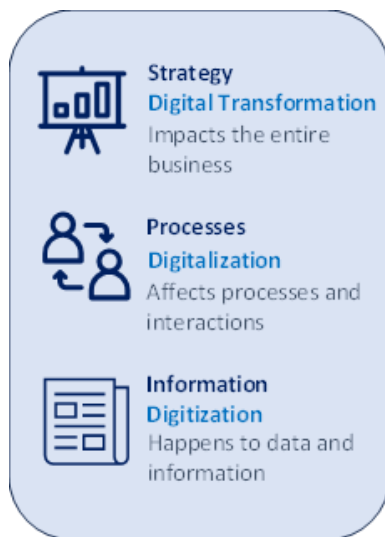 Strategy
Digital Transformation
Impacts the entire
business
Processes
Digitalization
Affects processes and
interactions
Information
Digitization
Happens to data and
information